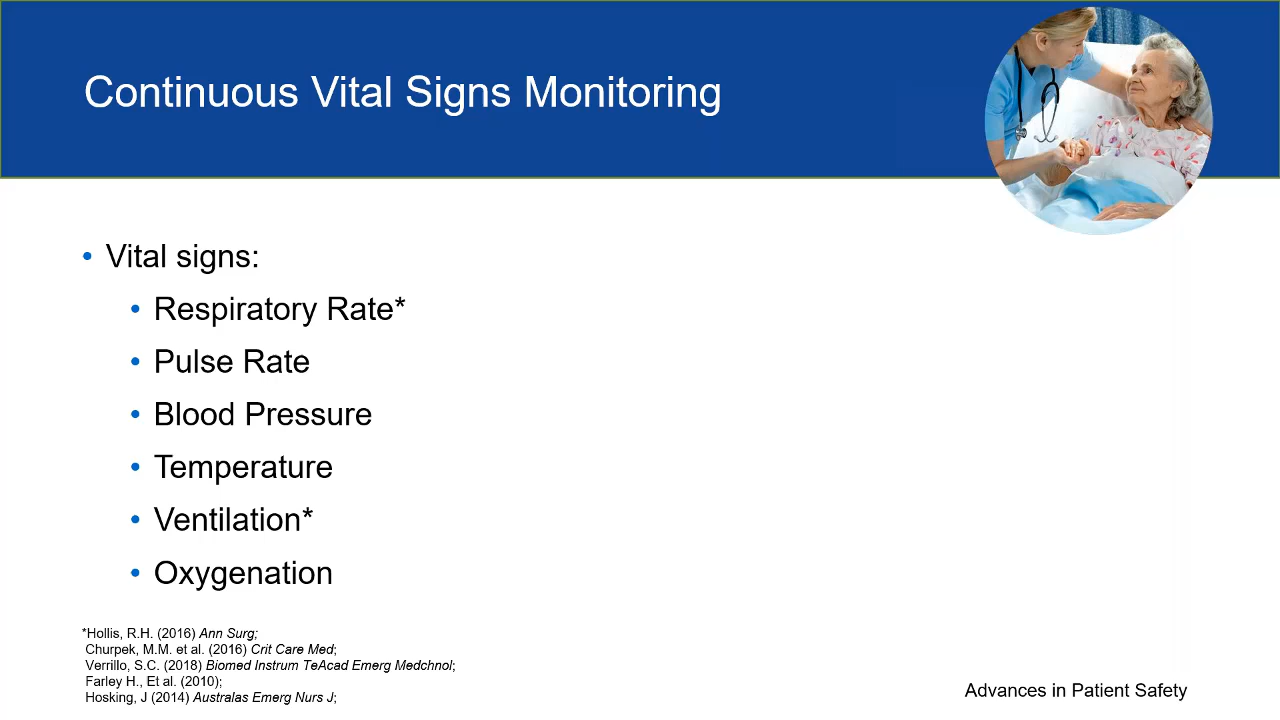 Continuous Vital Signs Monitoring
• Vital signs:
• Respiratory Rate*
• Pulse Rate
• Blood Pressure
• Temperature
• Ventilation*
• Oxygenation
*Hollis, R.H. (2016) Ann Surg;
Churpek, M.M. et al. (2016) Crit Care Med;
Verrillo, S.C. (2018) Biomed Instrum TeAcad Emerg Medchnol;
Farley H., Et al. (2010);
Hosking, J (2014) Australas Emerg Nurs J;
Advances in Patient Safety